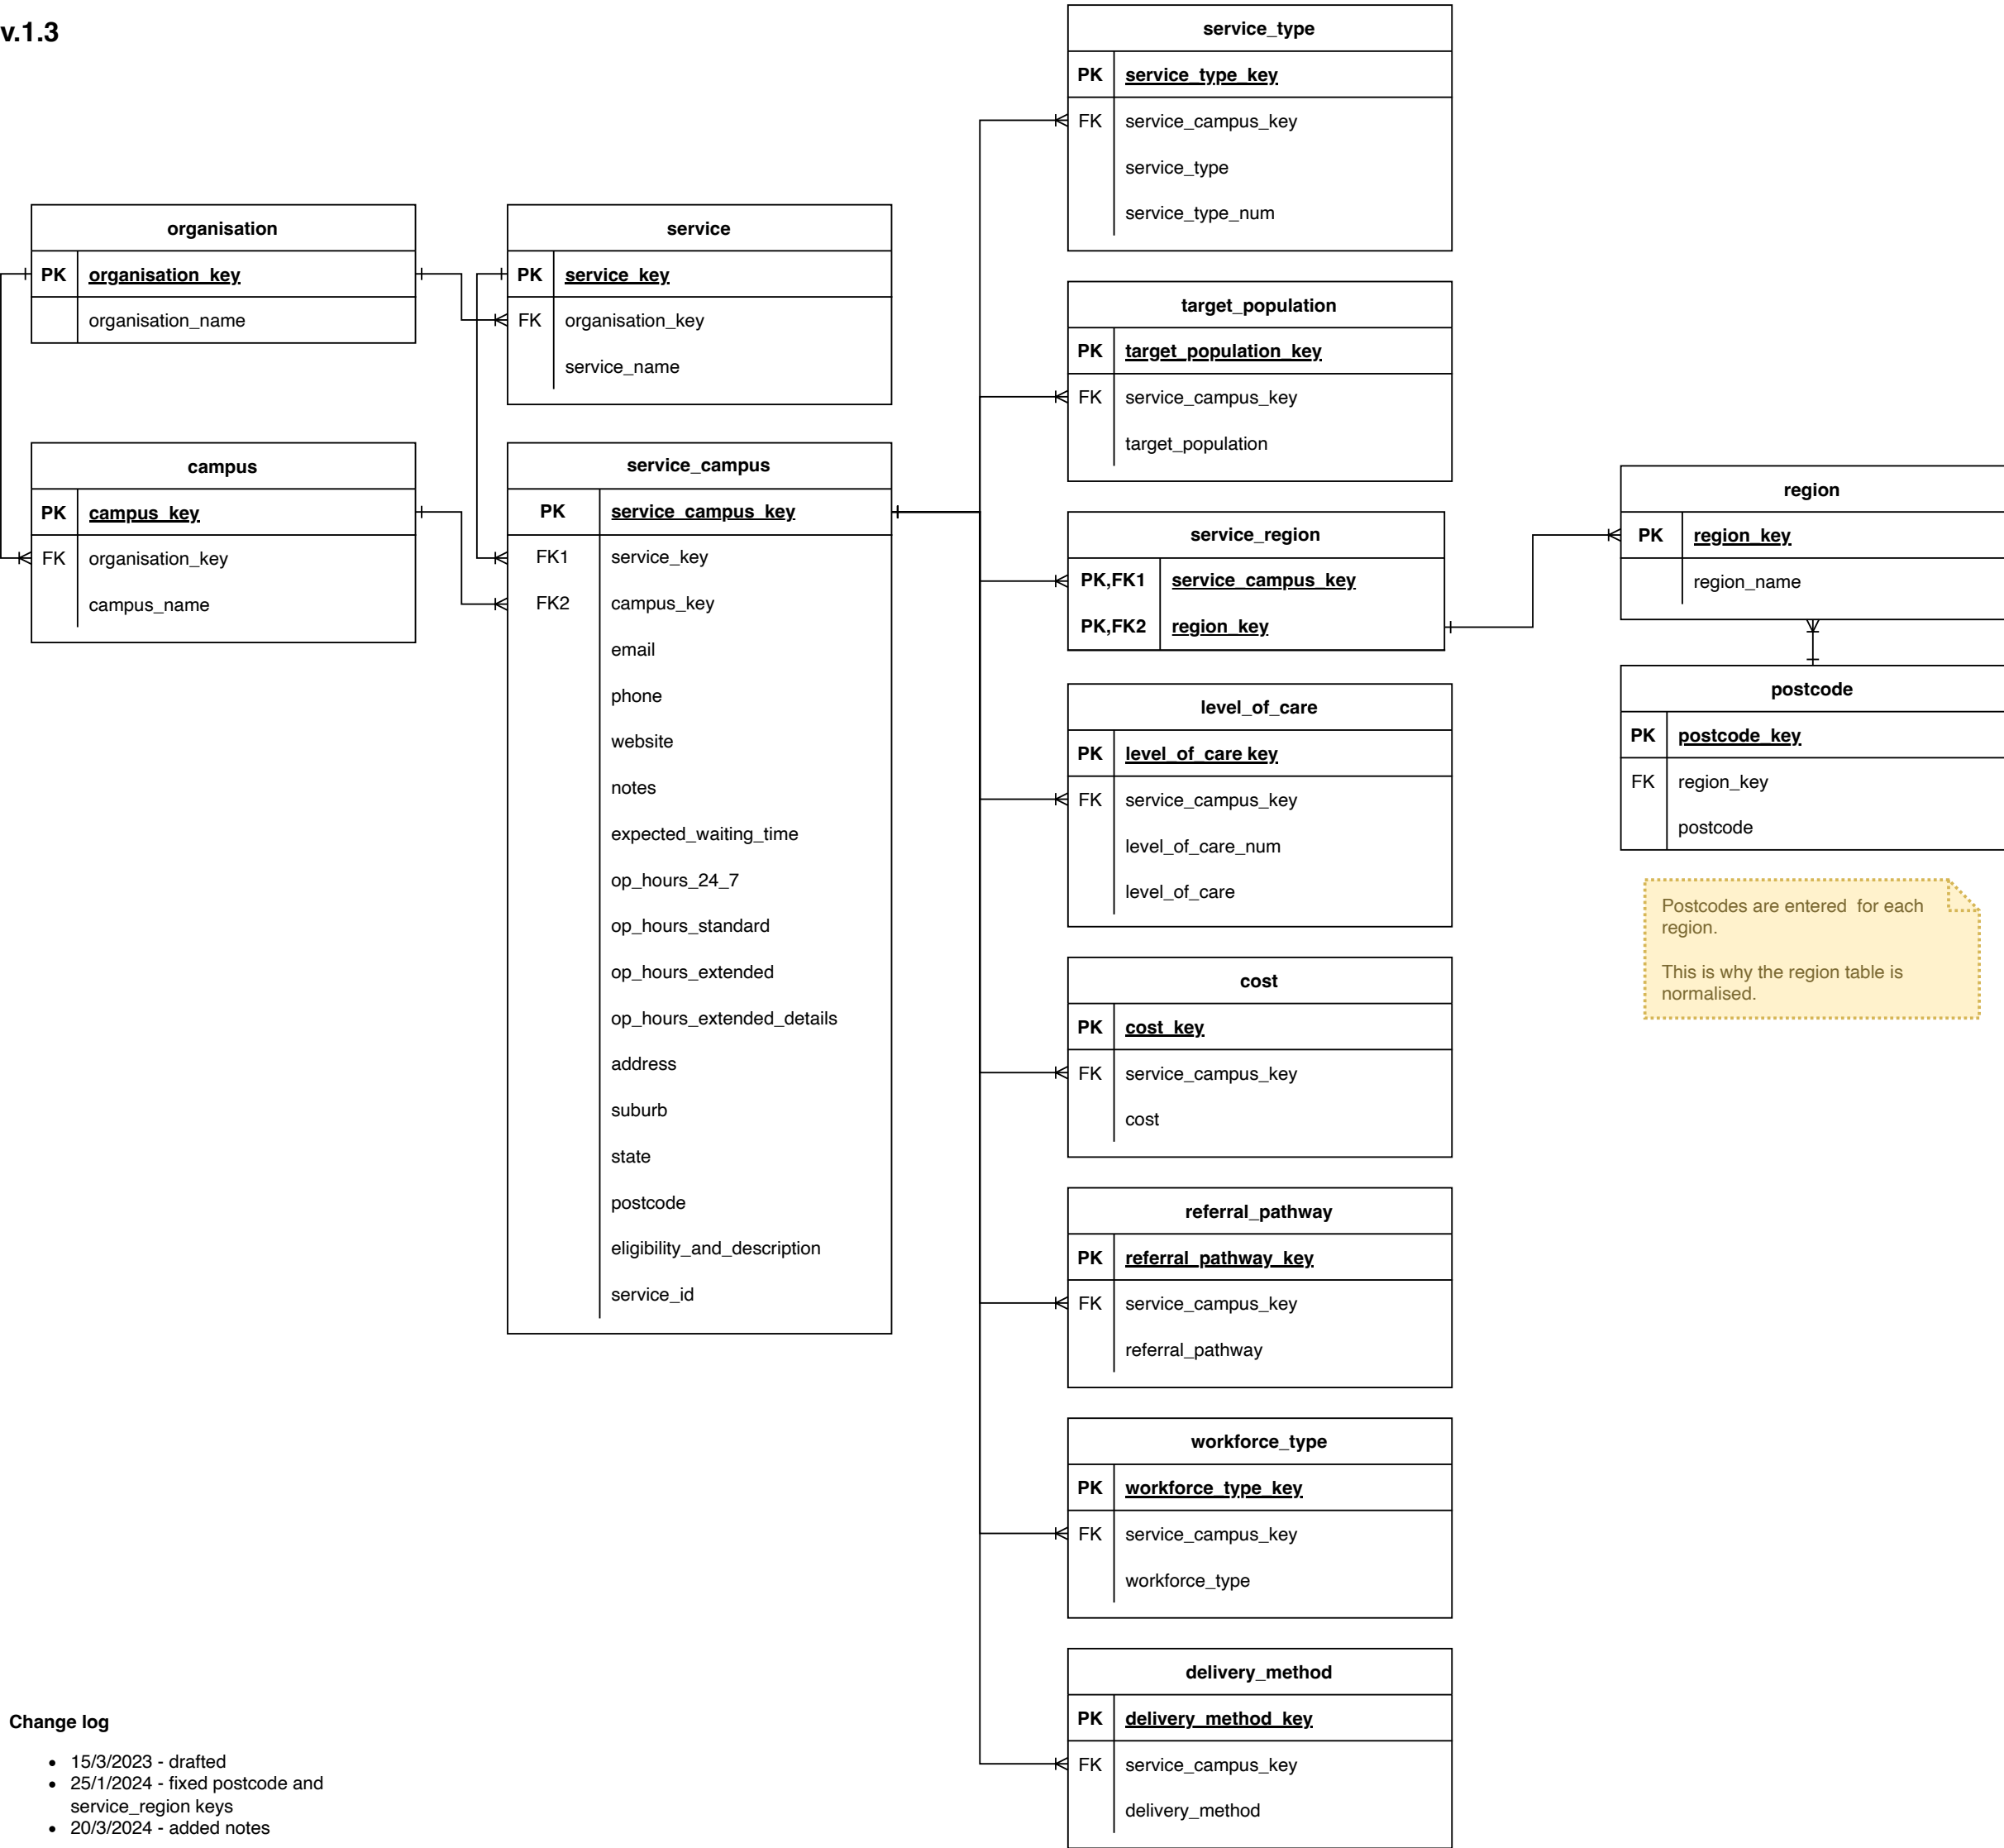 v.1.3
organisation
PK organisation_key
organisation_name
campus
PK campus_key
FK organisation_key
campus_name
service
PK service_key
FK organisation_key
service_name
service_campus
PK service_campus_key
FK1 service_key
FK2 campus_key
email
phone
website
notes
expected_waiting_time
op_hours_24_7
op_hours_standard
op_hours_extended
op_hours_extended_details
address
suburb
state
postcode
eligibility_and_description
service_id
service_type
PK service_type_key
FK service_campus_key
service_type
service_type_num
target_population
PK target_population_key
FK service_campus_key
target_population
service_region
PK,FK1 service_campus_key
PK,FK2 region_key
level_of_care
PK level_of_care key
FK service_campus_key
level_of_care_num
level_of_care
cost
PK cost_key
FK service_campus_key
cost
referral_pathway
PK referral_pathway_key
FK service_campus_key
referral_pathway
workforce_type
PK workforce_type_key
FK service_campus_key
workforce_type
delivery_method
PK delivery_method_key
FK service_campus_key
delivery_method
region
PK region_key
region_name
postcode
PK postcode_key
FK region_key
postcode
Postcodes are entered  for each
region.
This is why the region table is
normalised.
Change log
• 15/3/2023 - drafted
• 25/1/2024 - fixed postcode and
service_region keys
• 20/3/2024 - added notes